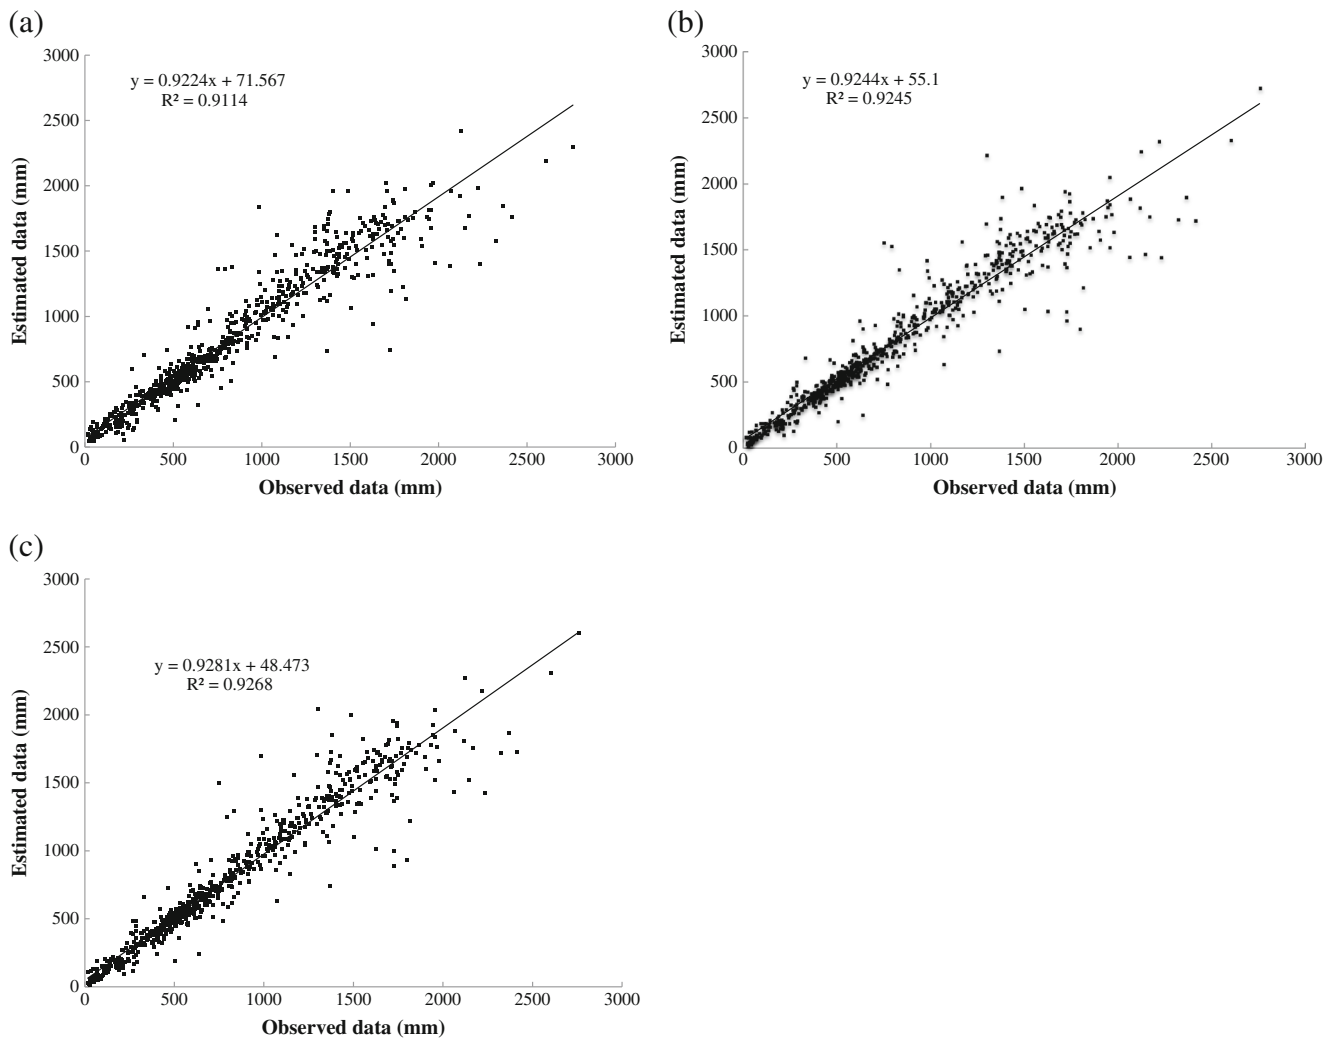 (a)
3000
y = 0.9224x + 71.567
R² = 0.9114
2500
2000
1500
1000
500
0
0 500 1000 1500 2000 2500 3000
Estimated data (mm)
Observed data (mm)
(b)
3000
y = 0.9244x + 55.1
R² = 0.9245
2500
2000
1500
1000
500
0
0 500 1000 1500 2000 2500 3000
Estimated data (mm)
Observed data (mm)
(c)
3000
2500
y = 0.9281x + 48.473
R² = 0.9268
2000
1500
1000
500
0
0 500 1000 1500 2000 2500 3000
Estimated data (mm)
Observed data (mm)